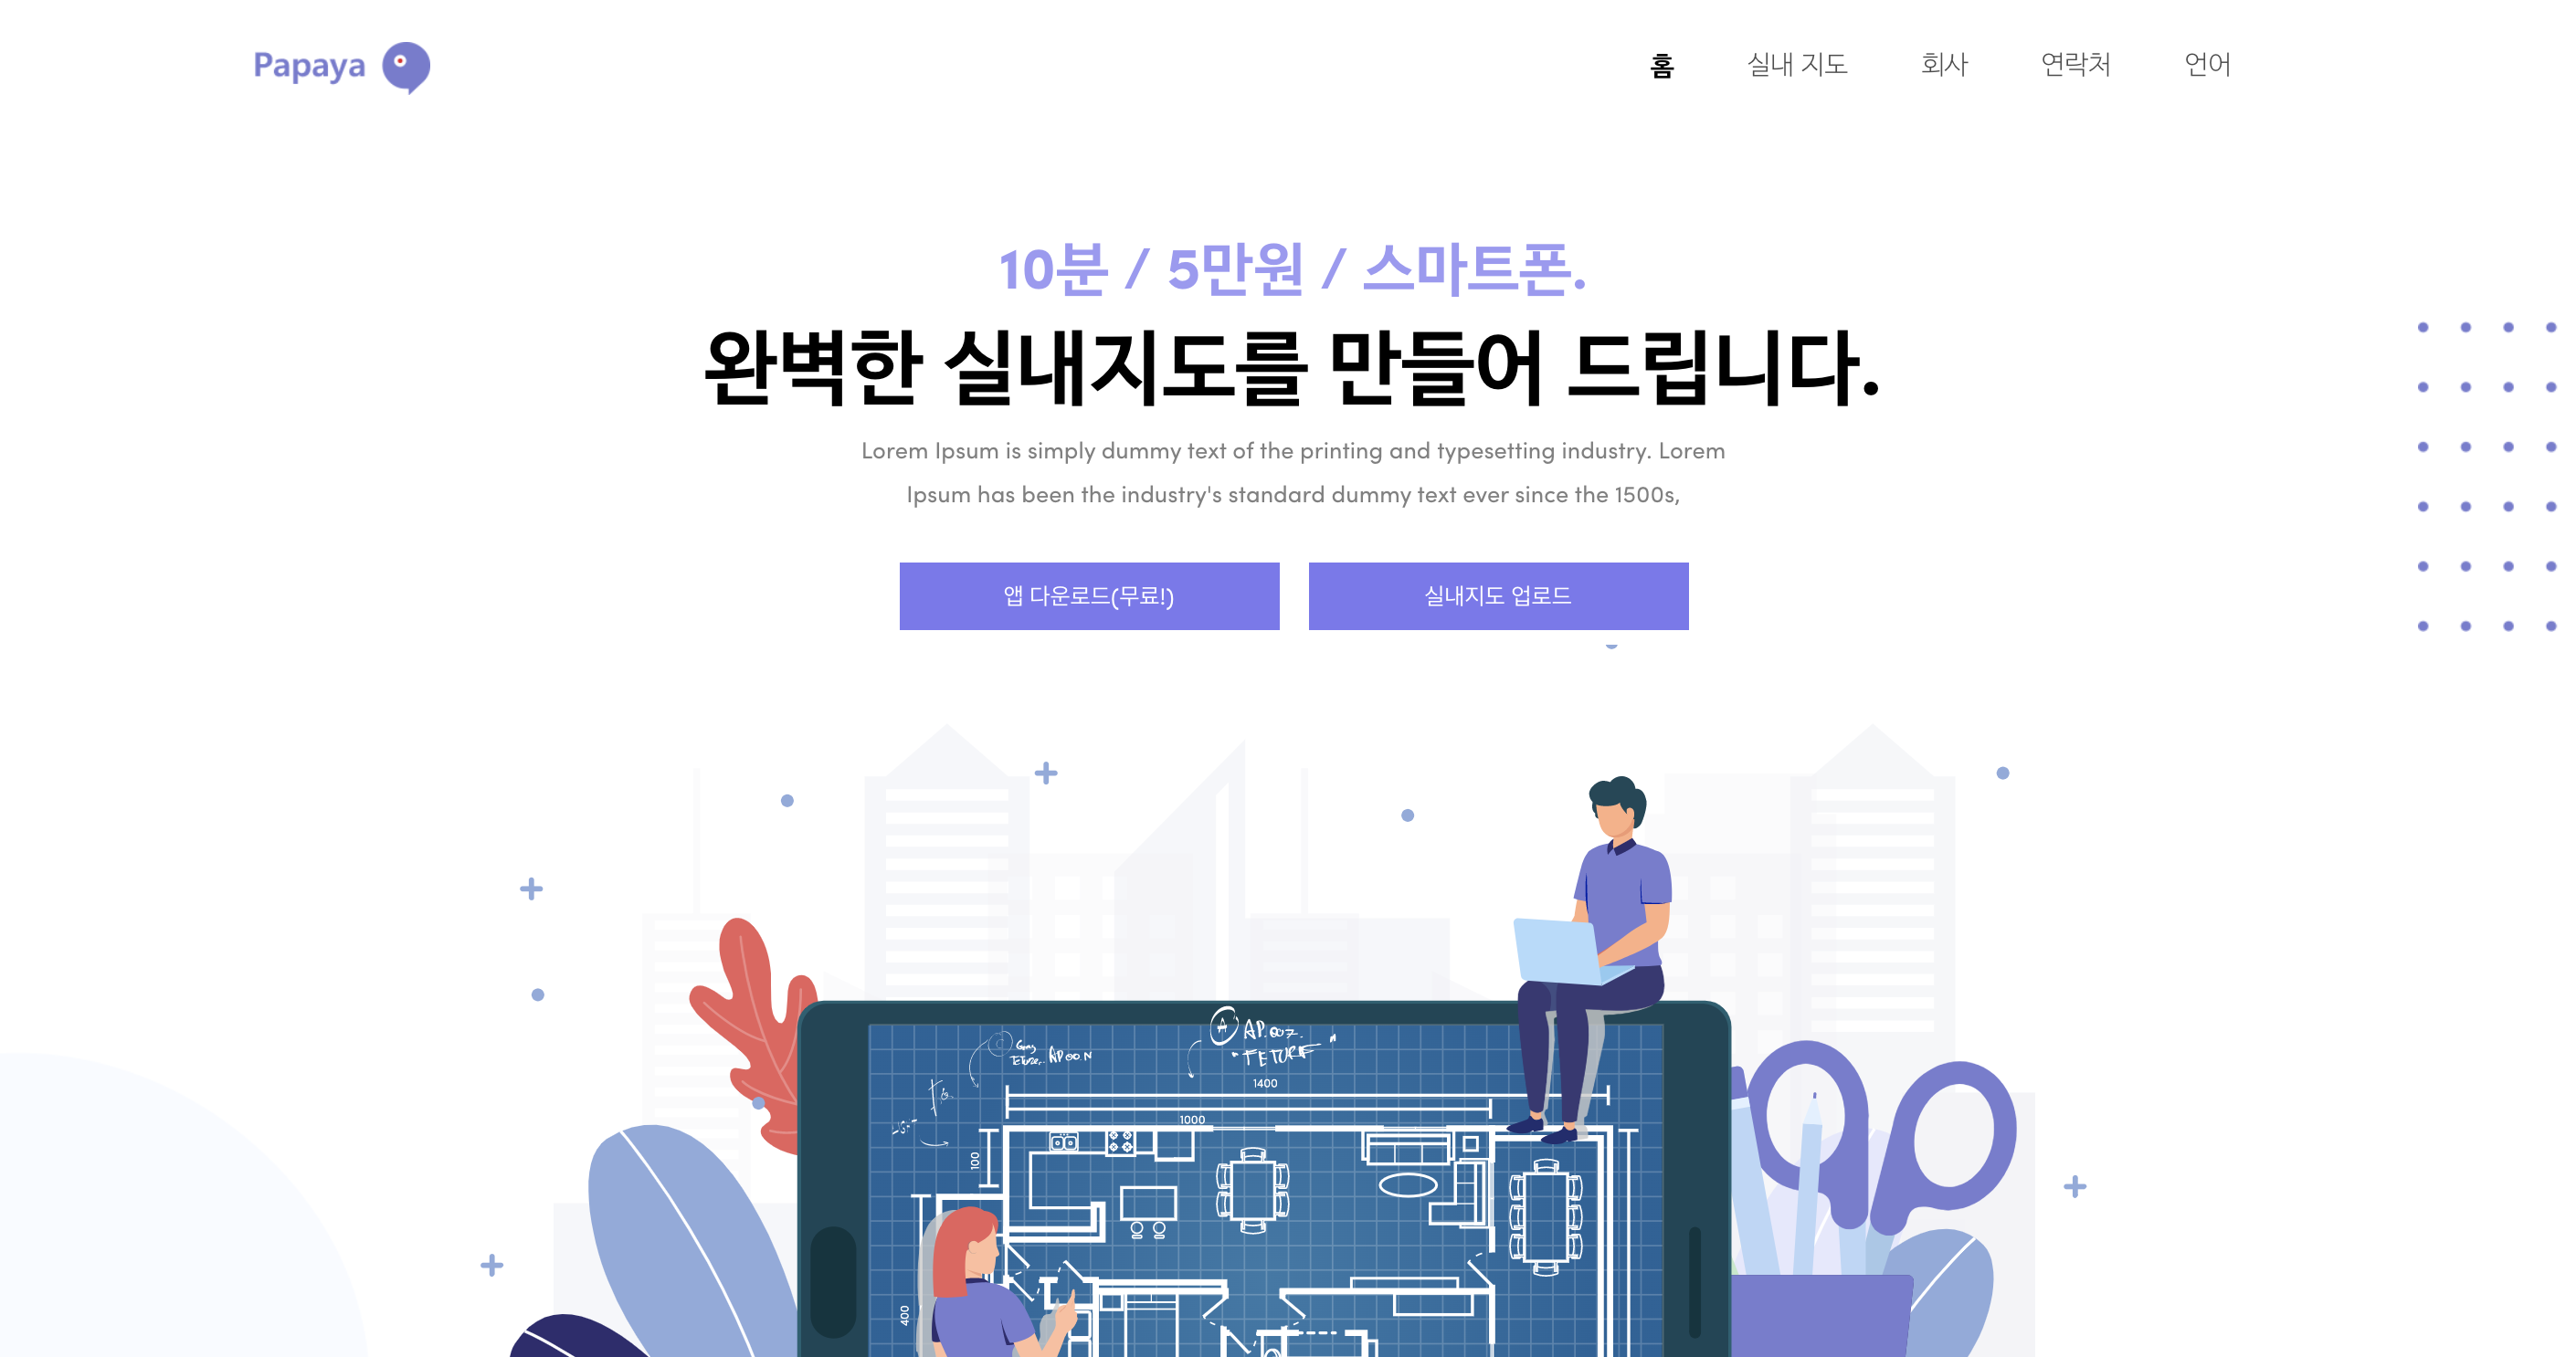 Papaya
홈 실내 지도 회사 연락처 언어
10분 / 5만원 / 스마트폰.
완벽한 실내지도를 만들어 드립니다.
Lorem Ipsum is simply dummy text of the printing and typesetting industry. Lorem
Ipsum has been the industry's standard dummy text ever since the 1500s,
앱 다운로드(무료!) 실내지도 업로드
1400
1000
100
400